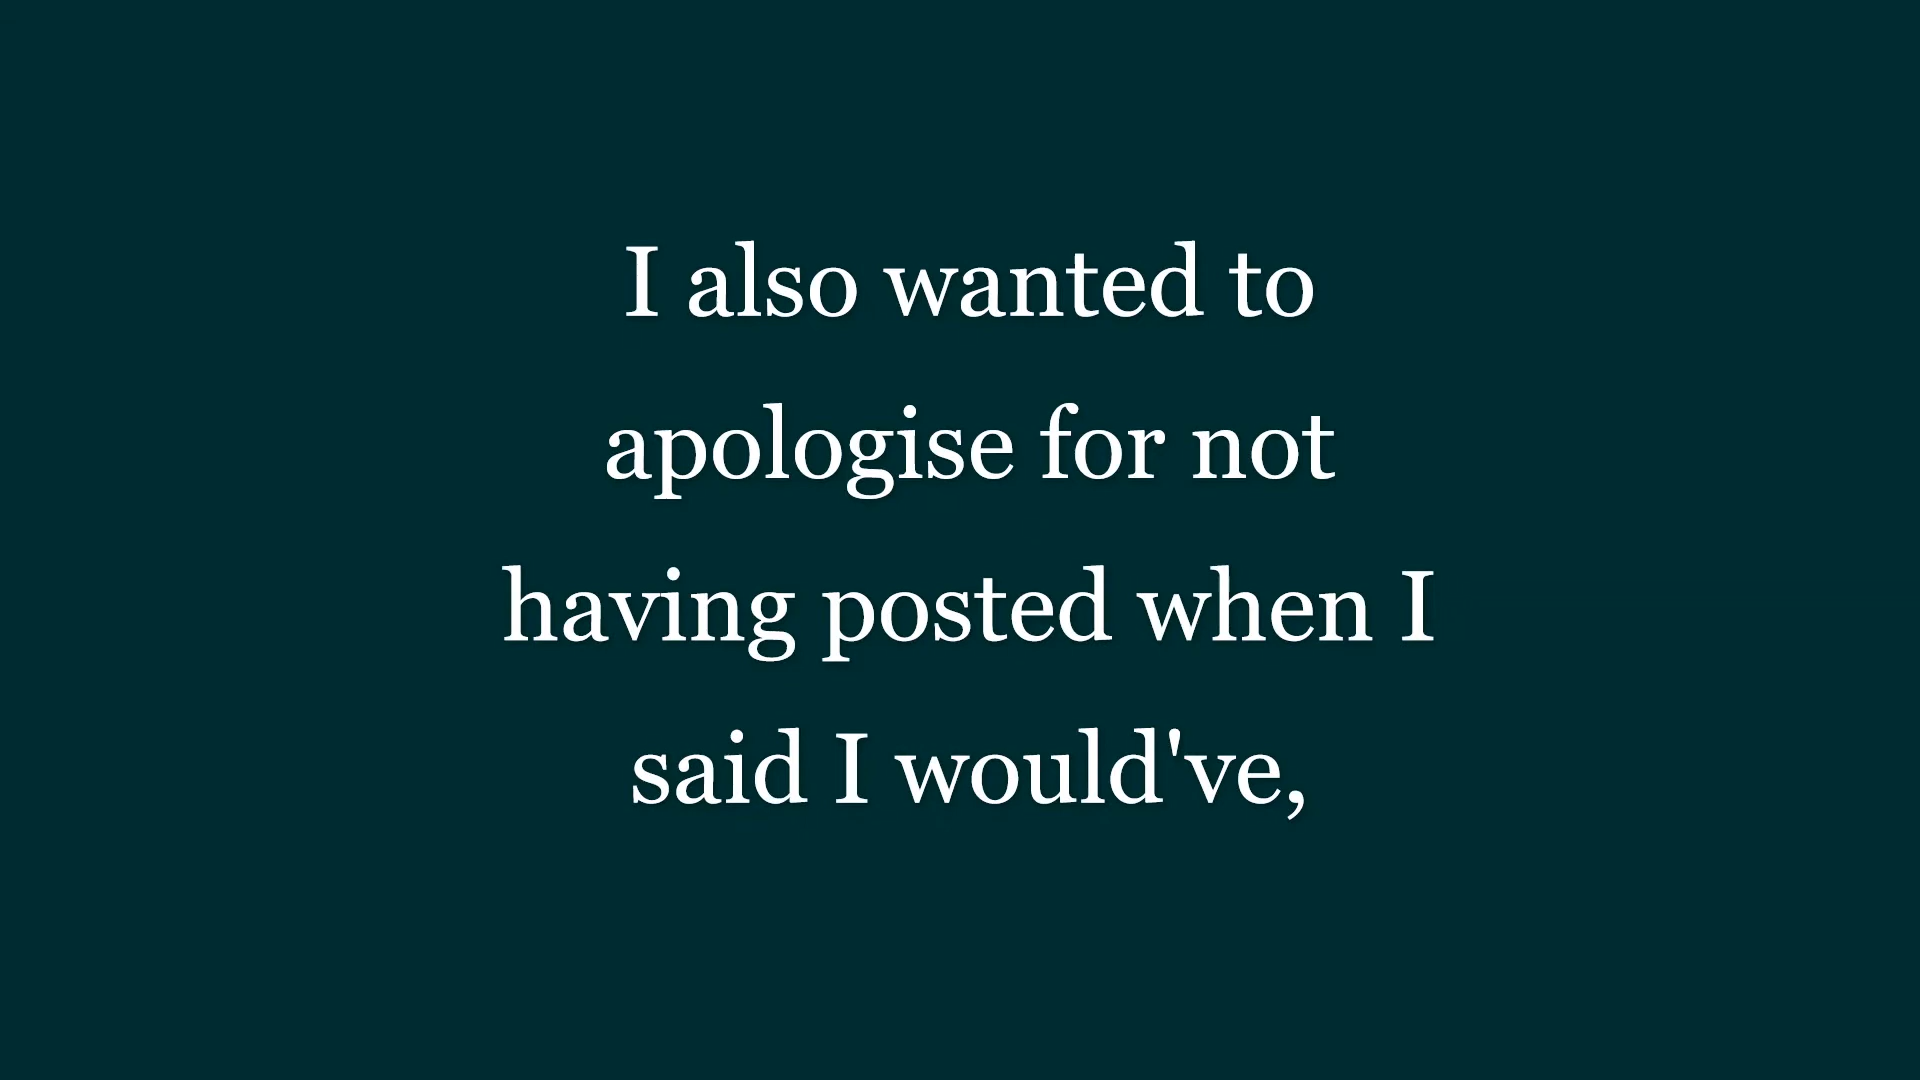 I also wanted to
apologise for not
having posted when I
said I would've,